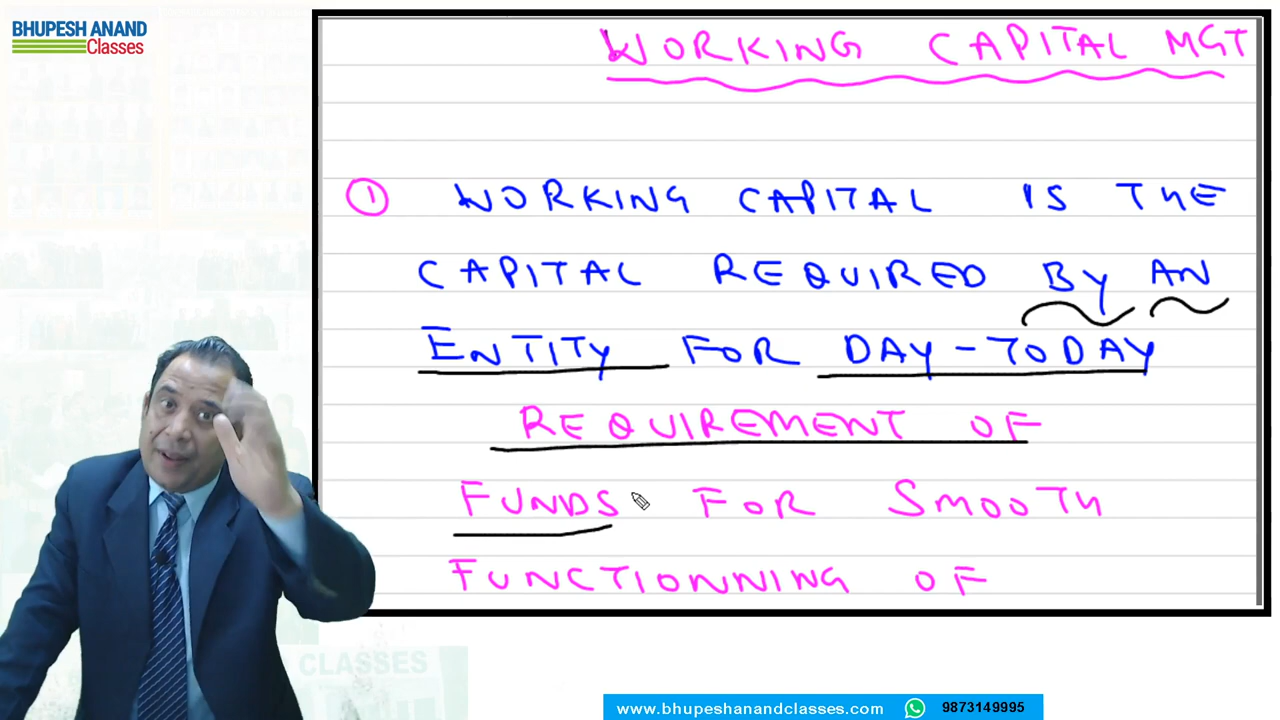 BHUPESH ANAND
Classes
WORKING CAPITAL MGT
1 WORKING CAPITAL IS THE
CAPITAL REQUIRED BY AN
ENTITY FOR DAY-TODAY
REQUIREMENT OF
FUNDS FOR SMOOTH
FUNCTIONNING OF
CLASSES
www.bhupeshanandclasses.com 9873149995